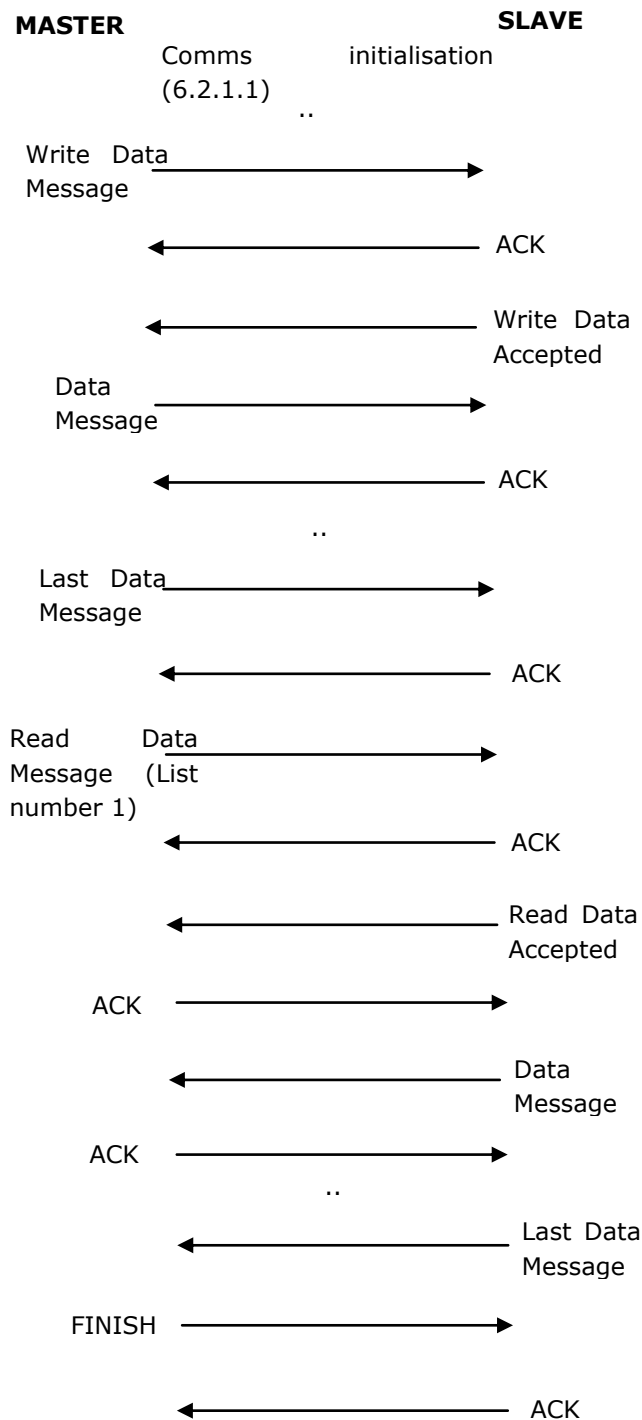 MASTER
SLAVE
Comms initialisation
(6.2.1.1)
..
Write Data
Message
ACK
Write Data
Accepted
Data
Message
ACK
..
Last Data
Message
ACK
Read Data
Message (List
number 1)
ACK
Read Data
Accepted
ACK
Data
Message
ACK
..
Last Data
Message
FINISH
ACK